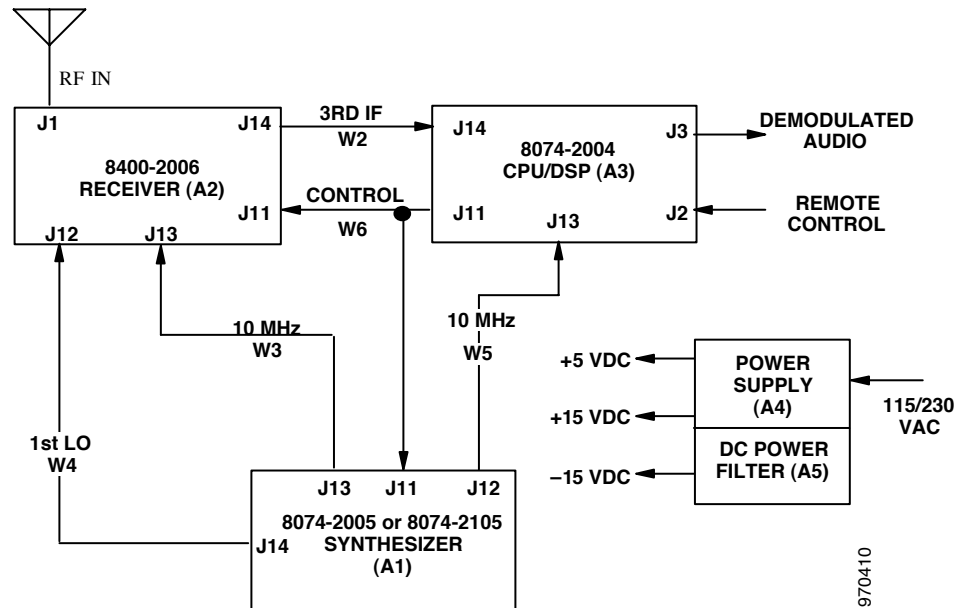 RF IN
J1
J14
8400-2006
RECEIVER (A2)
J11
J12
J13
3RD IF
W2
CONTROL
W6
J14
J3
8074-2004
CPU/DSP (A3)
J11
J13
J2
DEMODULATED
AUDIO
REMOTE
CONTROL
10 MHz
W3
10 MHz
W5
1st LO
W4
J13
J11
J12
8074-2005 or 8074-2105
J14
SYNTHESIZER
(A1)
+5 VDC
+15 VDC
–15 VDC
POWER
SUPPLY
(A4)
DC POWER
FILTER (A5)
115/230
VAC
970410